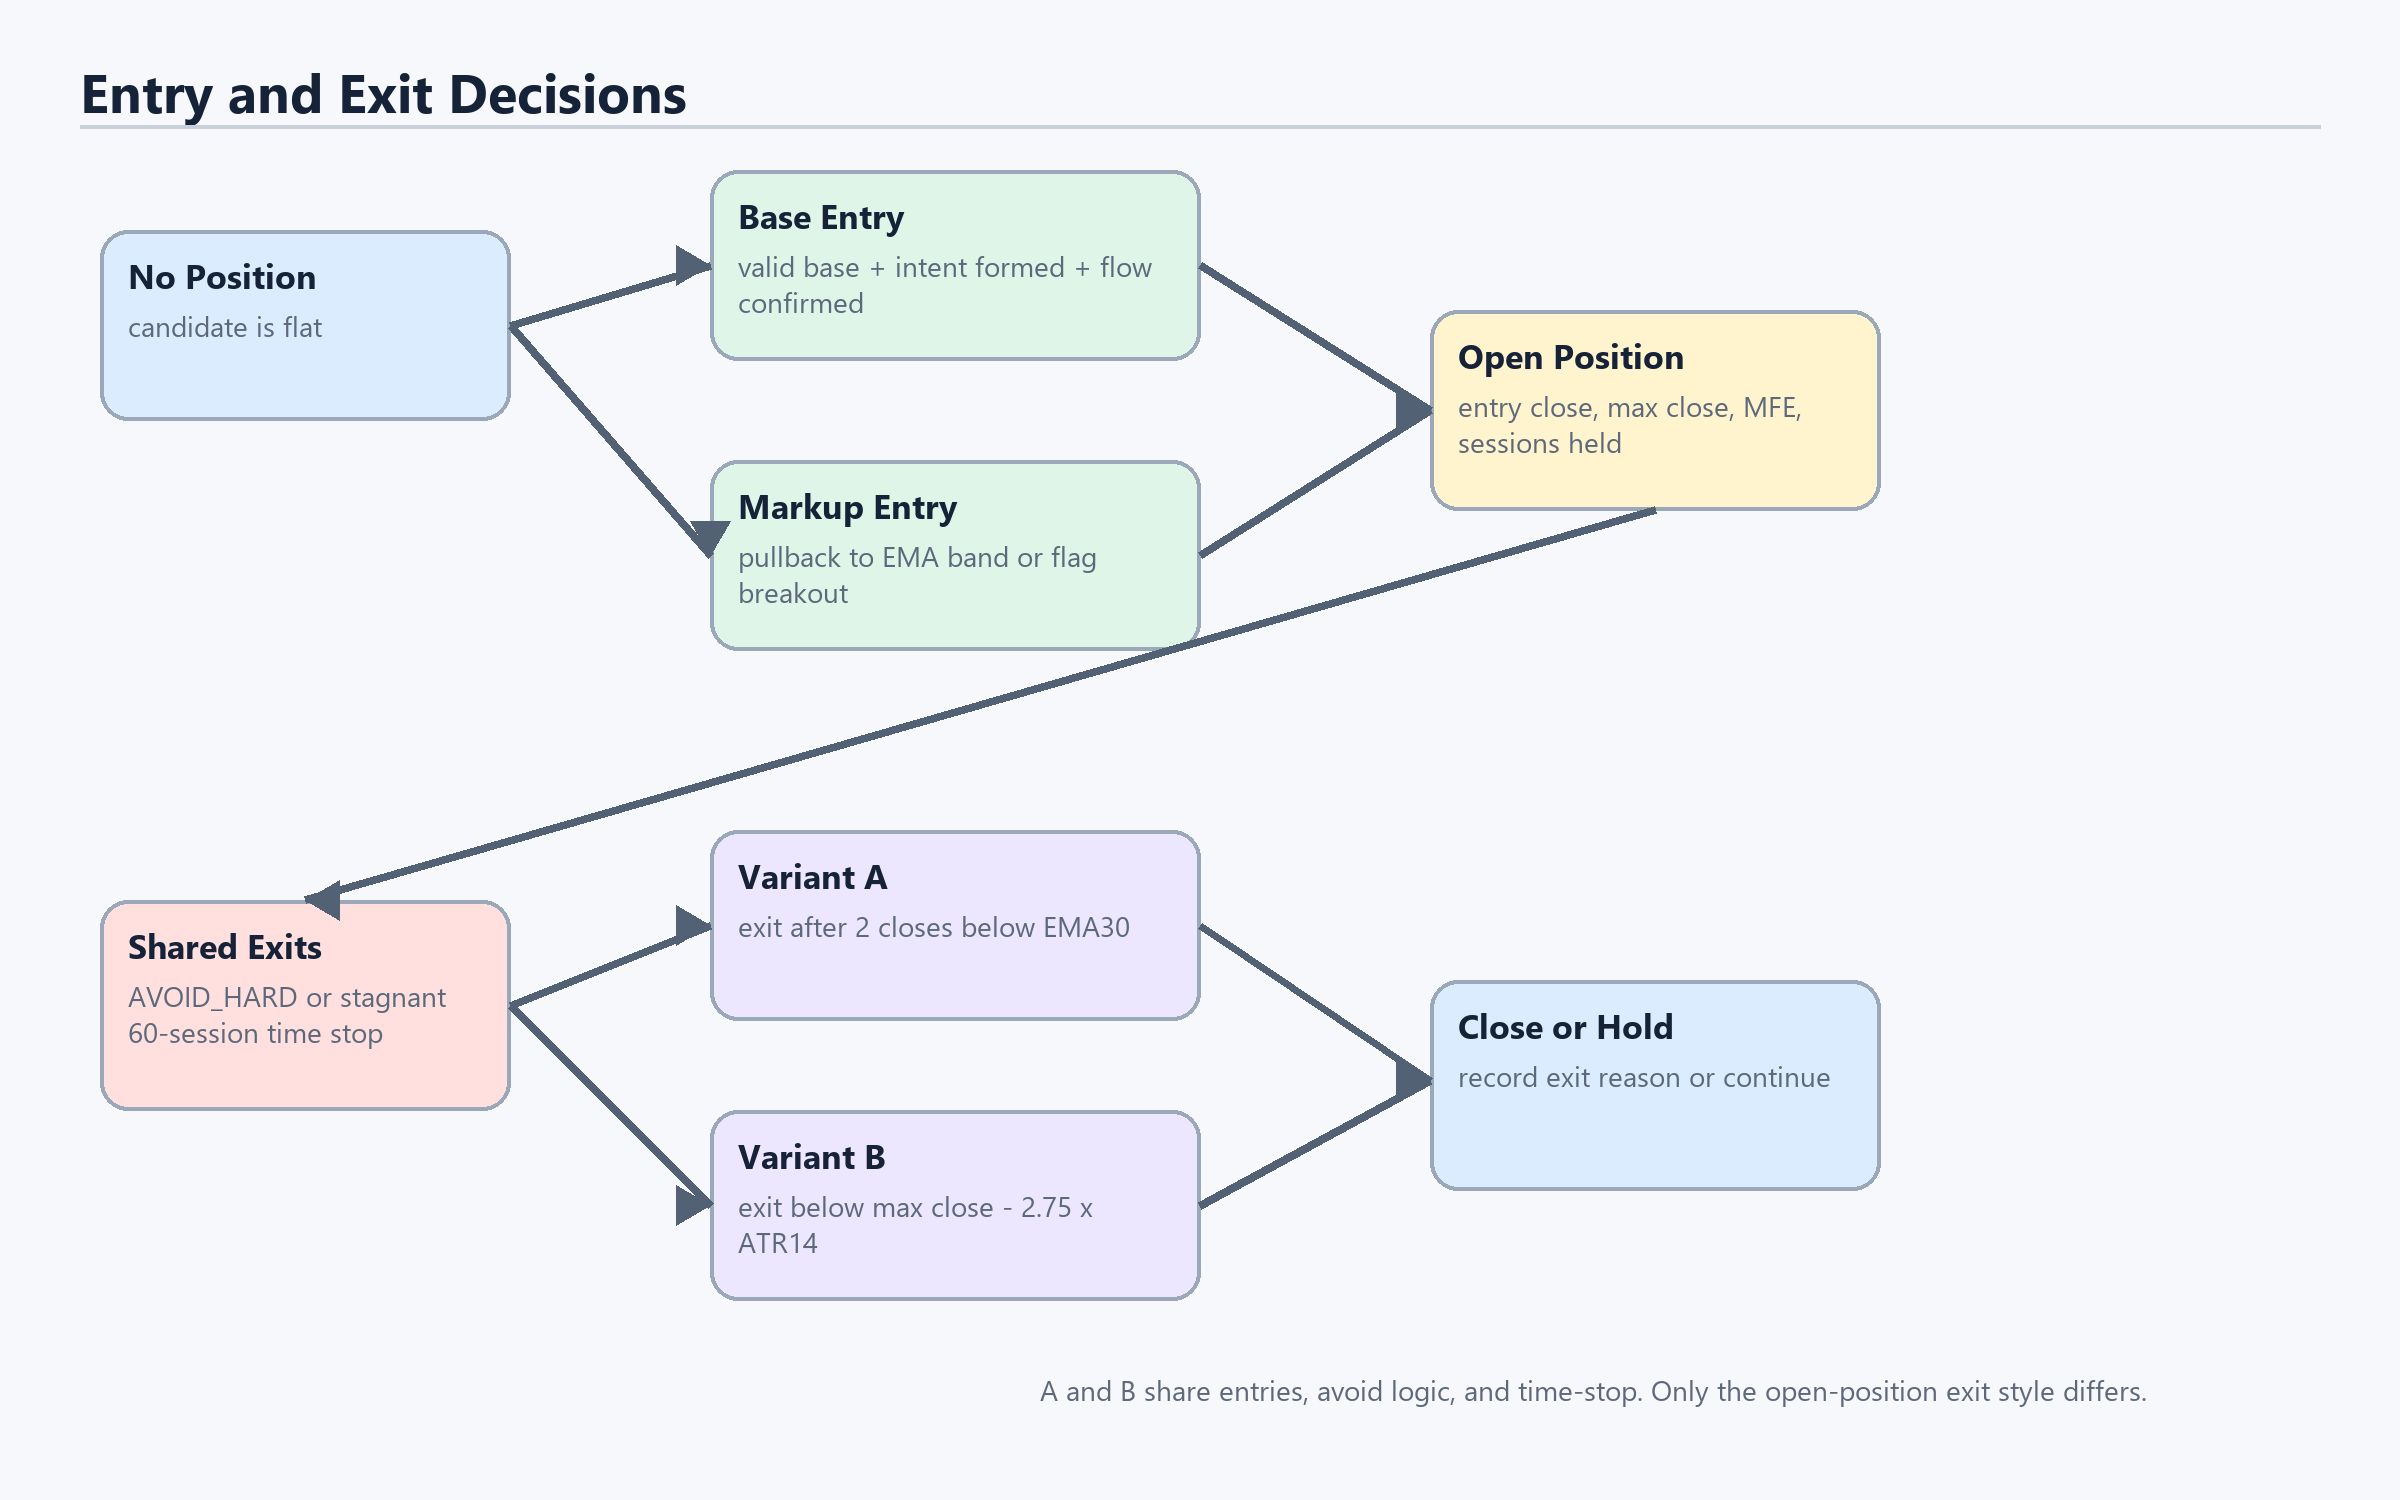 Entry and Exit Decisions
No Position
candidate is flat
Base Entry
valid base + intent formed + flow
confirmed
Markup Entry
pullback to EMA band or flag
breakout
Open Position
entry close, max close, MFE,
sessions held
Shared Exits
AVOID_HARD or stagnant
60-session time stop
Variant A
exit after 2 closes below EMA30
Variant B
exit below max close - 2.75 x
ATR14
Close or Hold
record exit reason or continue
A and B share entries, avoid logic, and time-stop. Only the open-position exit style differs.